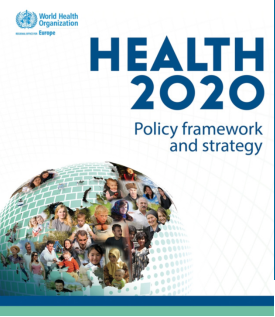 World Health
Organization
REGIONAL OFFICE FOR Europe
HEALTH
2020
Policy framework
and strategy